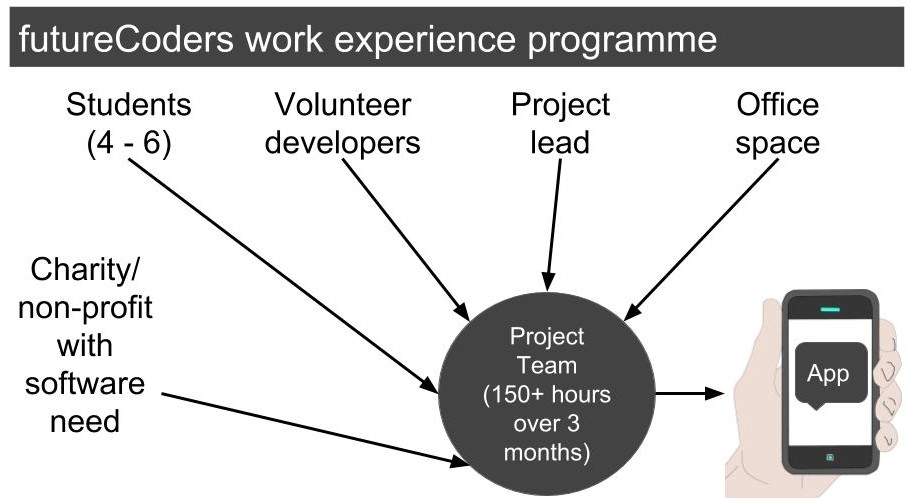 futureCoders work experience programme
Students
(4 - 6)
Volunteer
developers
Project
lead
Office
space
Charity/
non-profit
with
software
need
Project
Team
(150+ hours
over 3
months)
App